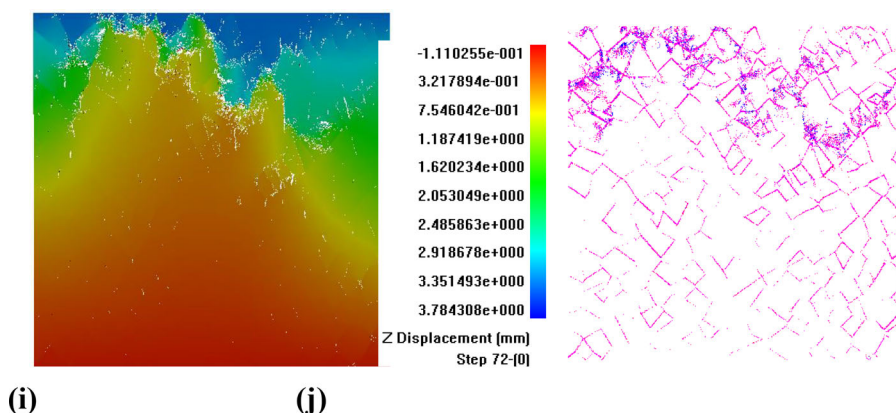 -1.110255e-001
3.217894e-001
7.546042e-001
1.187419e+000
1.620234e+000
2.053049e+000
2.485863e+000
2.918678e+000
3.351493e+000
3.784308e+000
Z Displacement (mm)
Step 72-(0)
(i) (j)